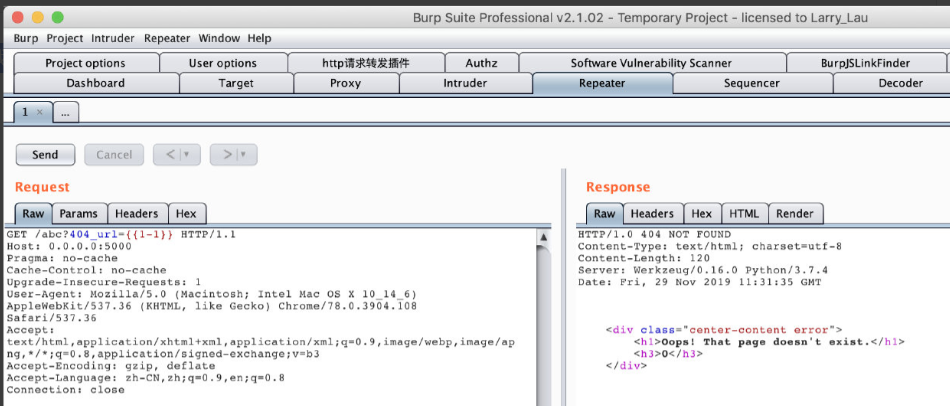 Burp Suite Professional v2.1.02 - Temporary Project - licensed to Larry_Lau
Burp Project Intruder Repeater Window Help
Project options User options http请求转发插件 Authz Software Vulnerability Scanner BurpJSLinkFinder
Dashboard Target Proxy Intruder Repeater Sequencer Decoder
1 × ...
Send Cancel < | ▼ > | ▼
Request
Raw Params Headers Hex
GET /abc?404_url={{1-1}} HTTP/1.1
Host: 0.0.0.0:5000
Pragma: no-cache
Cache-Control: no-cache
Upgrade-Insecure-Requests: 1
User-Agent: Mozilla/5.0 (Macintosh; Intel Mac OS X 10_14_6)
AppleWebKit/537.36 (KHTML, like Gecko) Chrome/78.0.3904.108
Safari/537.36
Accept:
text/html,application/xhtml+xml,application/xml;q=0.9,image/webp,image/ap
ng,*/*;q=0.8,application/signed-exchange;v=b3
Accept-Encoding: gzip, deflate
Accept-Language: zh-CN,zh;q=0.9,en;q=0.8
Connection: close
Response
Raw Headers Hex HTML Render
HTTP/1.0 404 NOT FOUND
Content-Type: text/html; charset=utf-8
Content-Length: 120
Server: Werkzeug/0.16.0 Python/3.7.4
Date: Fri, 29 Nov 2019 11:31:35 GMT
<div class="center-content error">
<h1>Oops! That page doesn't exist.</h1>
<h3>0</h3>
</div>